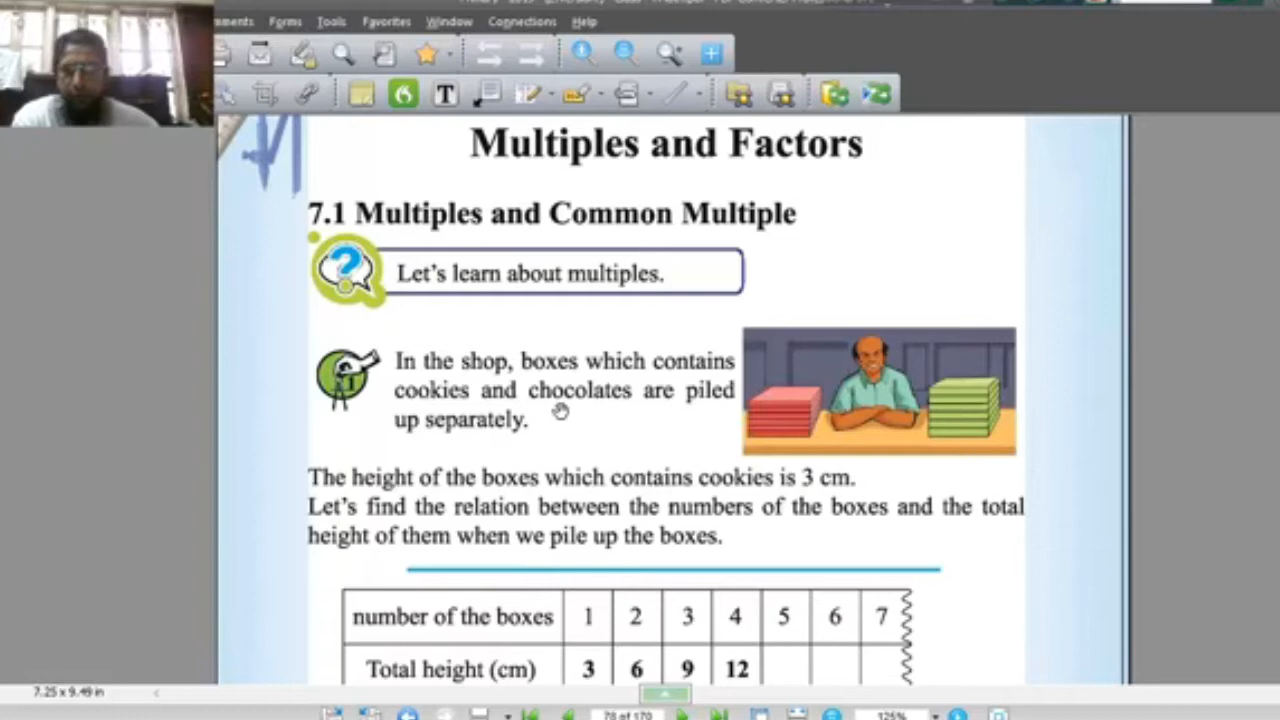 Forms Tools Favorites Window Connections Help
Multiples and Factors
7.1 Multiples and Common Multiple
Let's learn about multiples.
In the shop, boxes which contains
cookies and chocolates are piled
up separately.
The height of the boxes which contains cookies is 3 cm.
Let's find the relation between the numbers of the boxes and the total
height of them when we pile up the boxes.
number of the boxes 1 2 3 4 5 6 7
Total height (cm) 3 6 9 12
7.25 x 9.49 in
78 of 170 125%